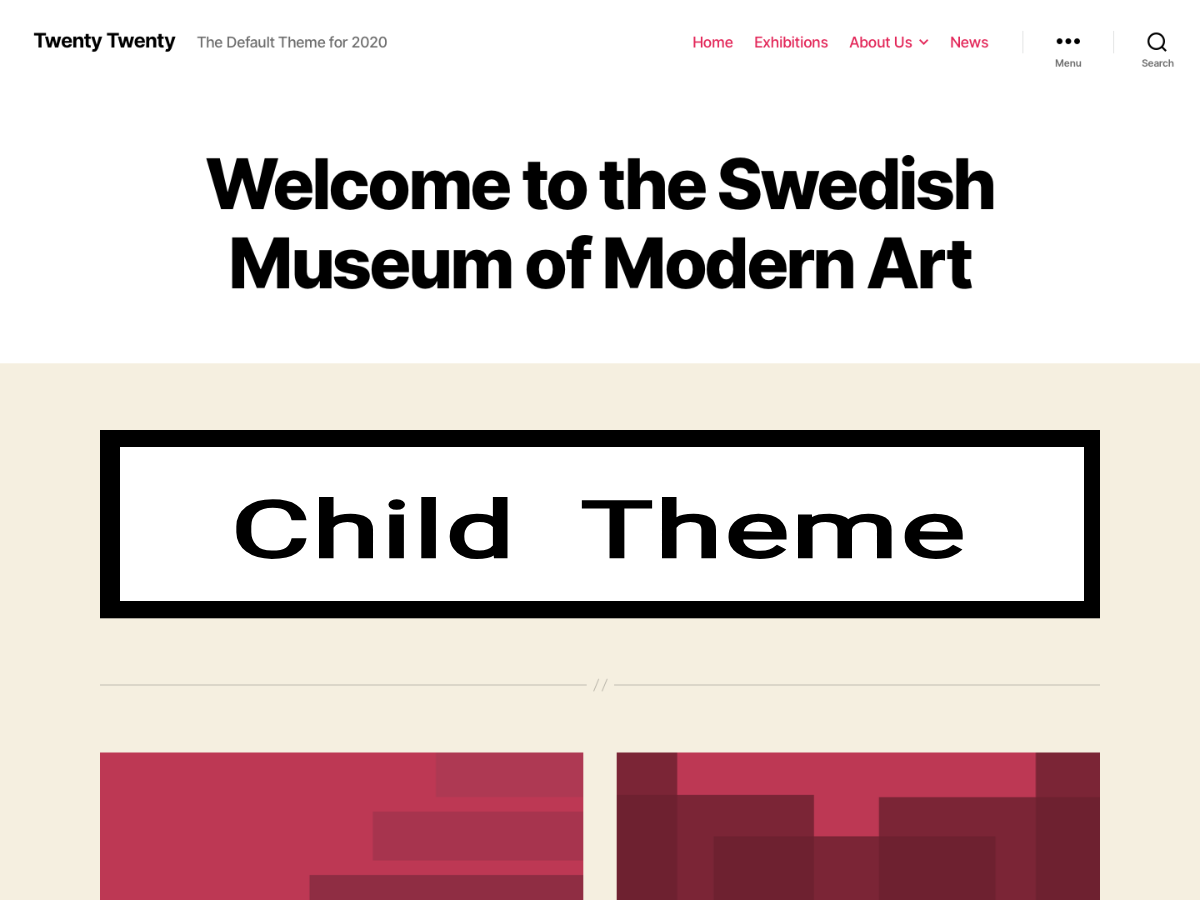 Twenty Twenty
The Default Theme for 2020
Home
Exhibitions
About Us
News
Menu
Search
Welcome to the Swedish
Museum of Modern Art
Child Theme
//